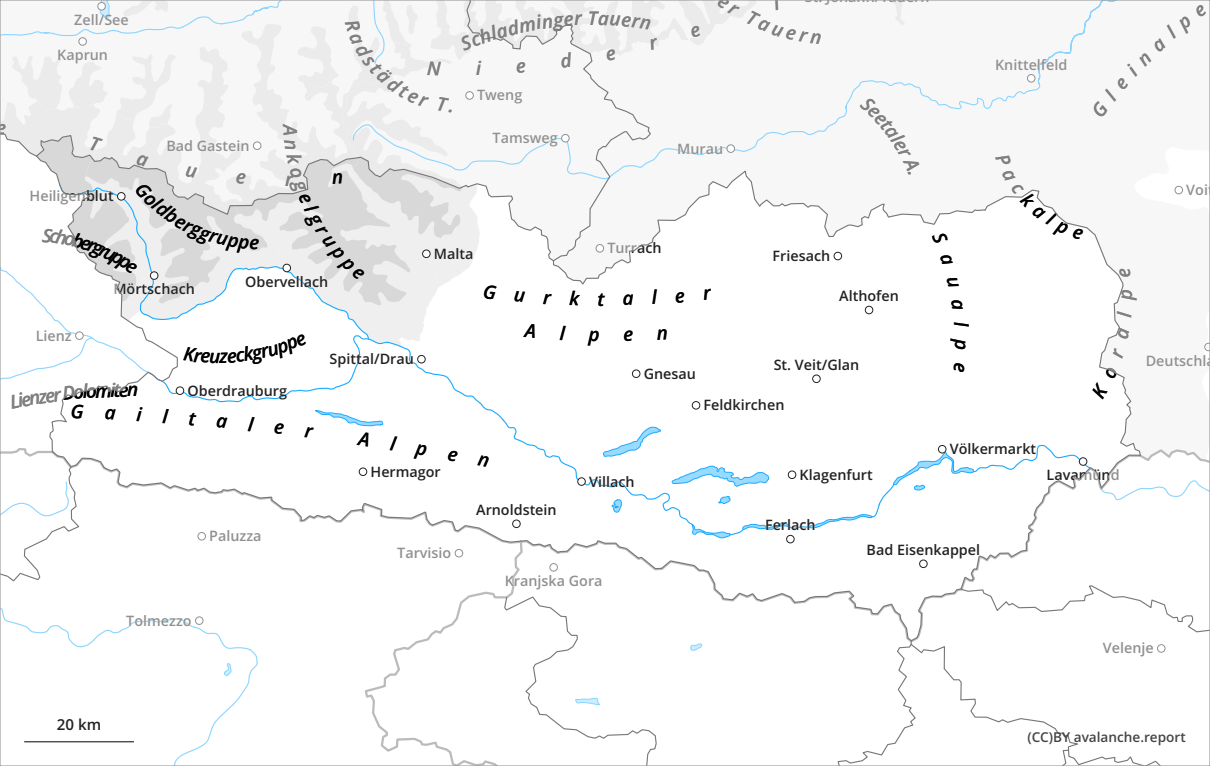 Zell/See
Kaprun
Schladminger Tauern
Radstädter T.
Niedere
Tauern
Tweng
Tamsweg
Murau
Knittelfeld
Gleinalpe
Seetaler A.
Packalpe
Bad Gastein
Tauen
Ankogelgruppe
Heiligenblut
Goldberggruppe
Schobergruppe
Mörtschach
Obervellach
Malta
Turrach
Friesach
Saualpe
Koralpe
Gurktaler
Alpen
Althofen
Lienz
Kreuzeckgruppe
Spittal/Drau
Gnesau
St. Veit/Glan
Lienzer Dolomiten
Oberdrauburg
Feldkirchen
Gailtaler Alpen
Hermagor
Villach
Klagenfurt
Völkermarkt
Lavamünd
Arnoldstein
Ferlach
Paluzza
Tarvisio
Kranjska Gora
Bad Eisenkappel
Tolmezzo
Velenje
20 km
(CC)BY avalanche.report